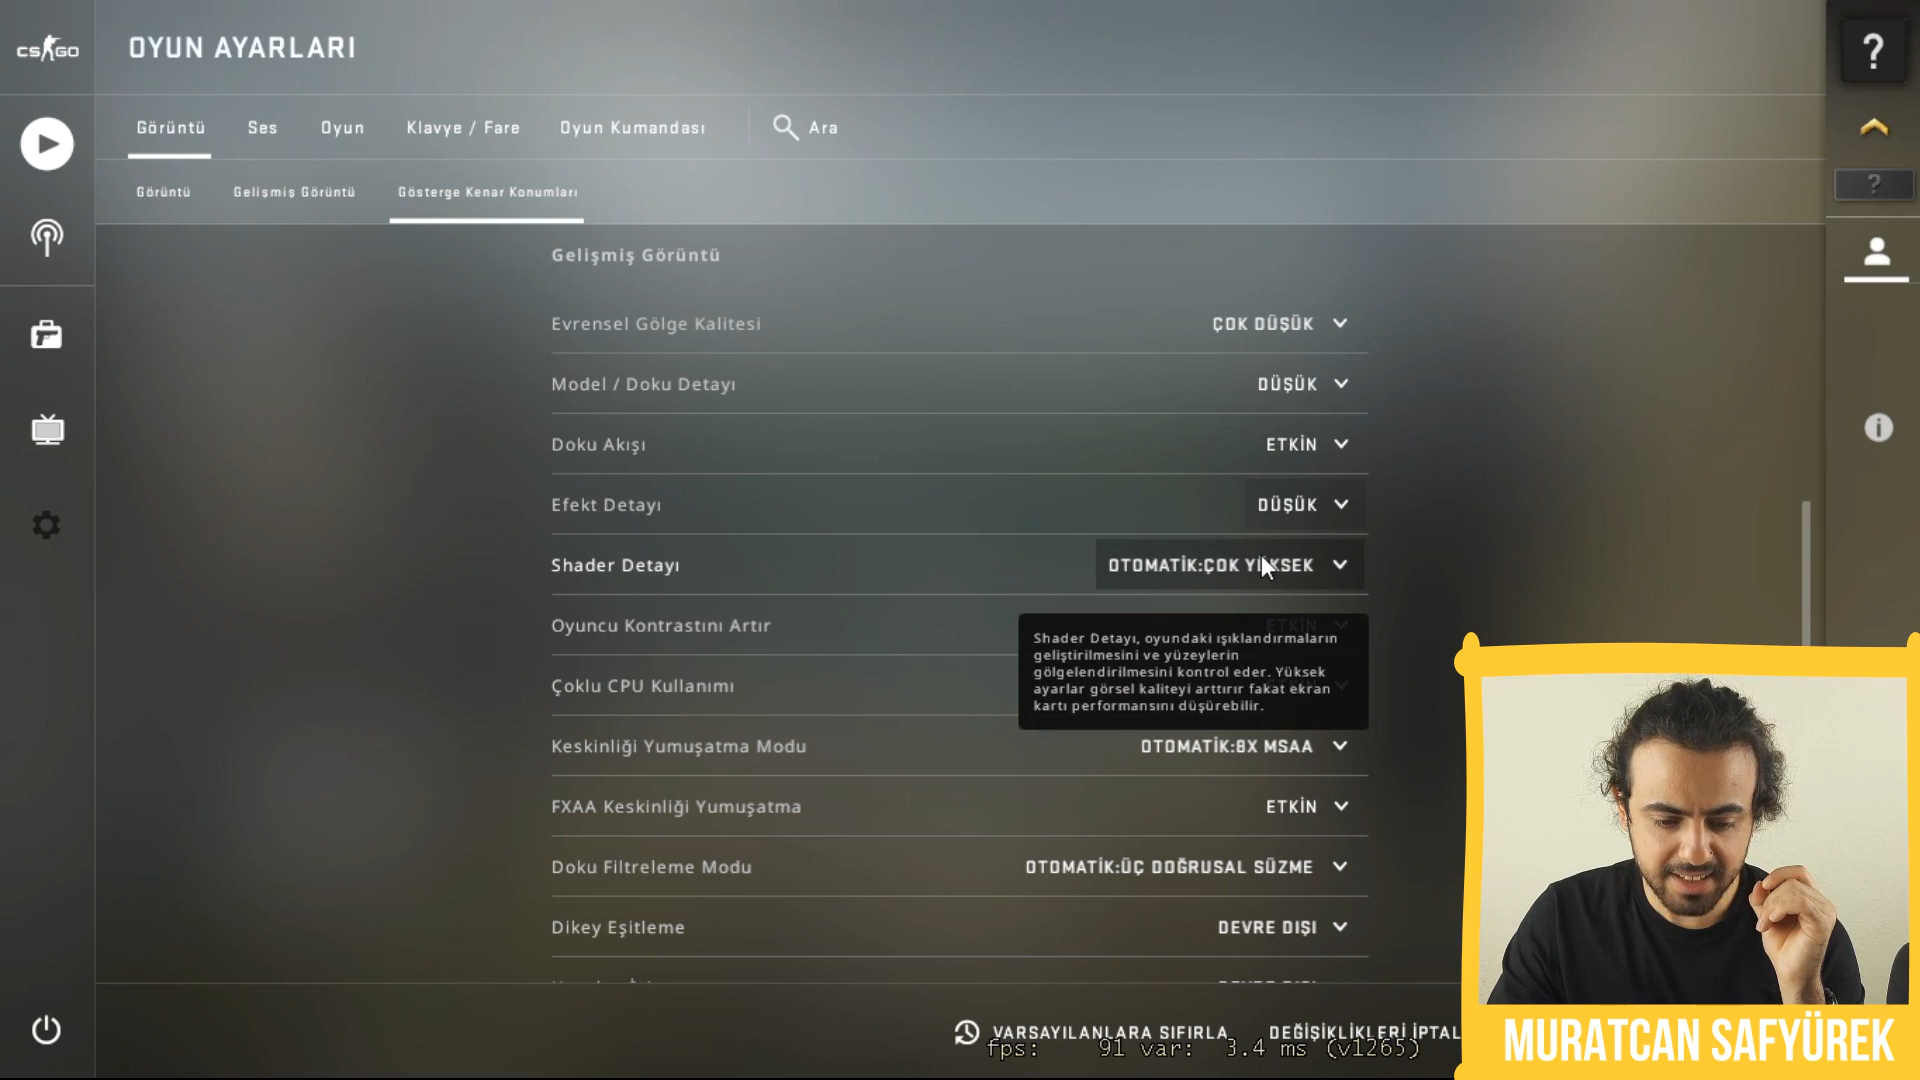 CS GO
OYUN AYARLARI
?
Görüntü Ses Oyun Klavye / Fare Oyun Kumandası Ara
?
Görüntü Gelişmiş Görüntü Gösterge Kenar Konumları
Gelişmiş Görüntü
Evrensel Gölge Kalitesi ÇOK DÜŞÜK
Model / Doku Detayı DÜŞÜK
Doku Akışı ETKİN
Efekt Detayı DÜŞÜK
Shader Detayı OTOMATİK:ÇOK YÜKSEK
Oyuncu Kontrastını Artır ETKİN
Shader Detayı, oyundaki ışıklandırmaların
geliştirilmesini ve yüzeylerin
gölgelendirilmesini kontrol eder. Yüksek
ayarlar görsel kaliteyi arttırır fakat ekran
kartı performansını düşürebilir.
Çoklu CPU Kullanımı
Keskinliği Yumuşatma Modu OTOMATİK:8X MSAA
FXAA Keskinliği Yumuşatma ETKİN
Doku Filtreleme Modu OTOMATİK:ÜÇ DOĞRUSAL SÜZME
Dikey Eşitleme DEVRE DIŞI
VARSAYILANLARA SIFIRLA DEĞİŞİKLİKLERİ İPTAL
fps: 91 var: 3.4 ms (v1265)
MURATCAN SAFYÜREK